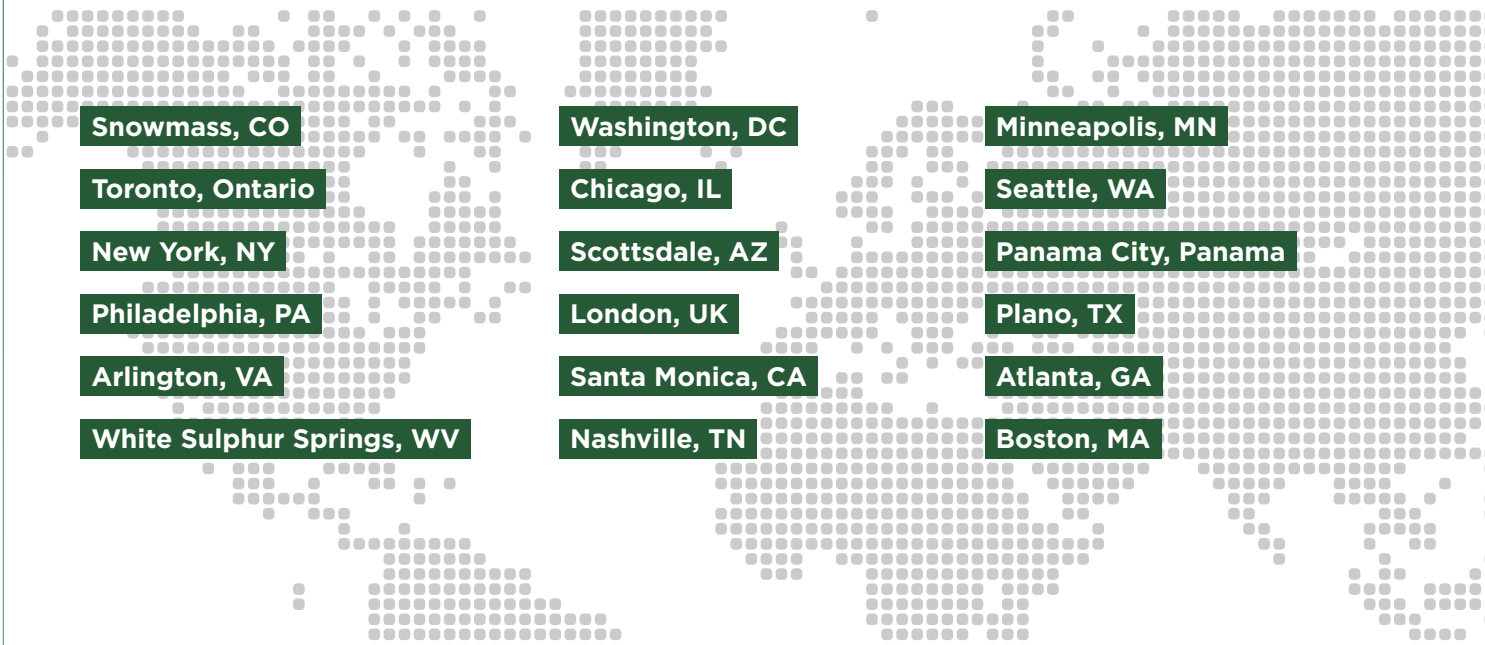 Snowmass, CO
Toronto, Ontario
New York, NY
Philadelphia, PA
Arlington, VA
White Sulphur Springs, WV
Washington, DC
Chicago, IL
Scottsdale, AZ
London, UK
Santa Monica, CA
Nashville, TN
Minneapolis, MN
Seattle, WA
Panama City, Panama
Plano, TX
Atlanta, GA
Boston, MA